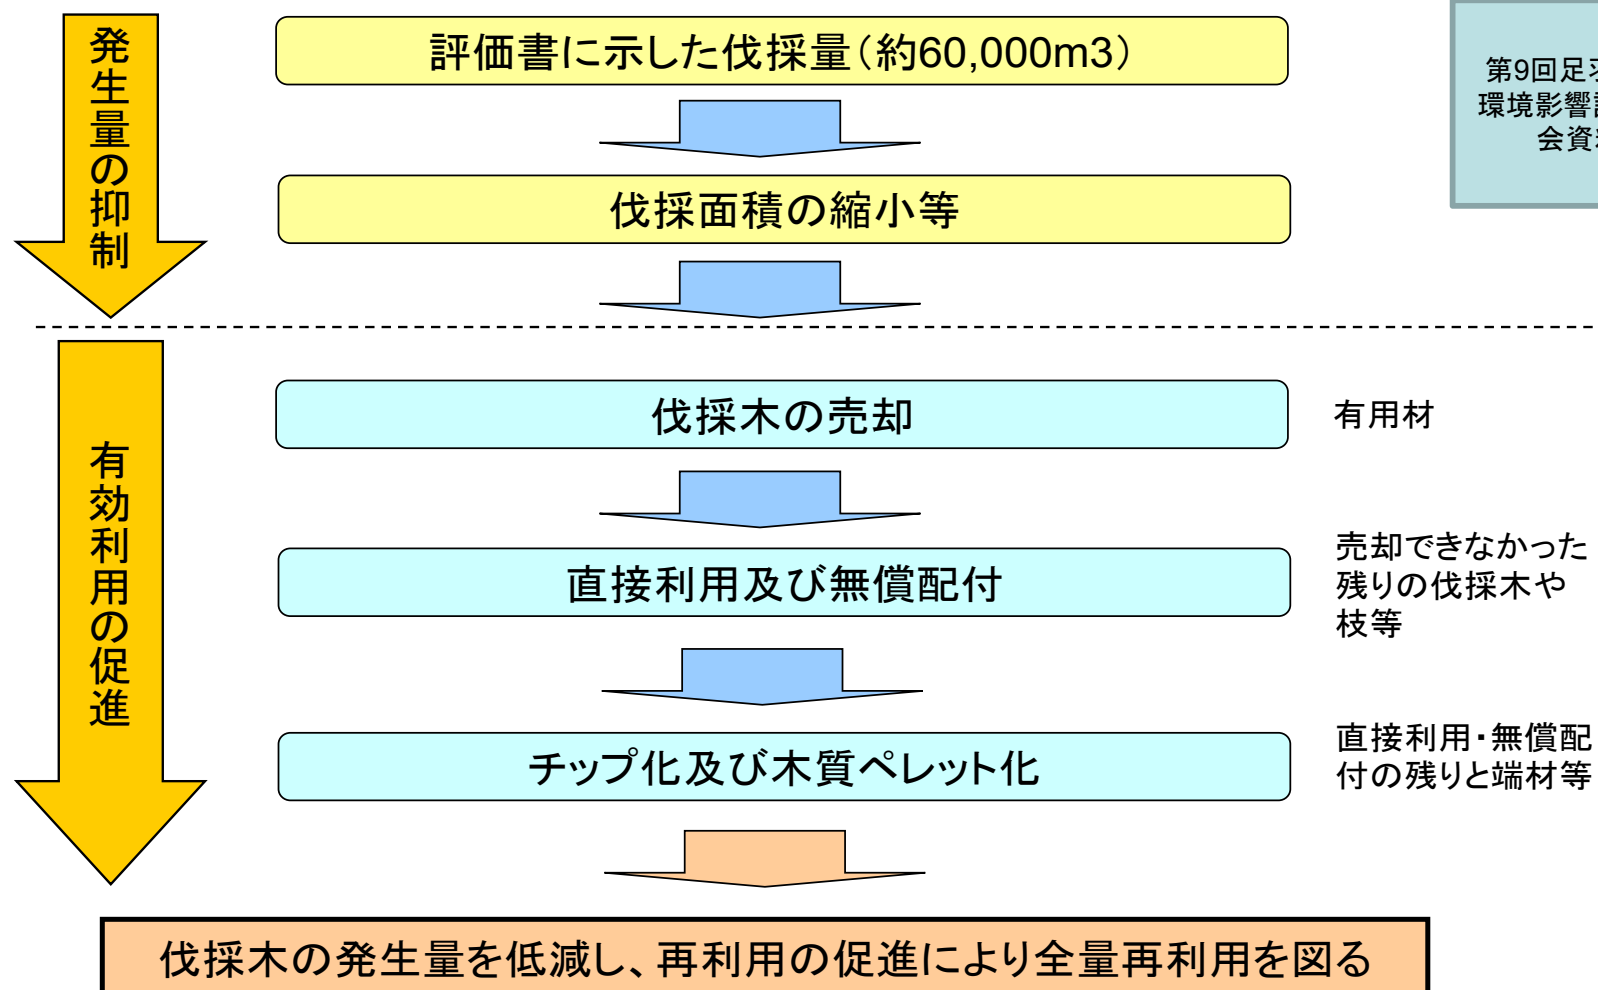 発生量の抑制
評価書に示した伐採量（約60,000m3）
第9回足
環境影響
会資
伐採面積の縮小等
有効利用の促進
伐採木の売却
有用材
直接利用及び無償配付
売却できなかった
残りの伐採木や
枝等
チップ化及び木質ペレット化
直接利用・無償配
付の残りと端材等
伐採木の発生量を低減し、再利用の促進により全量再利用を図る